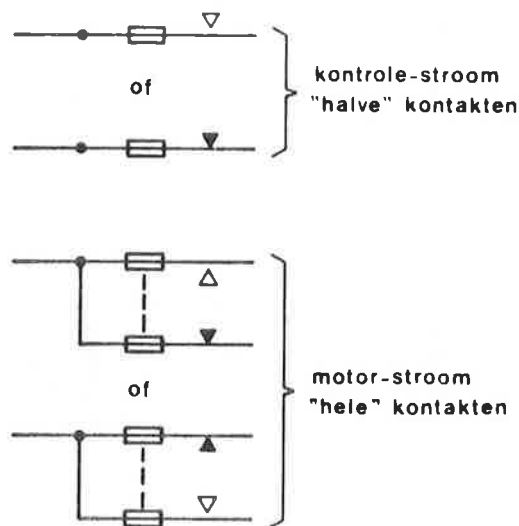 of
kontrole-stroom
"halve" kontakten
of
motor-stroom
"hele" kontakten